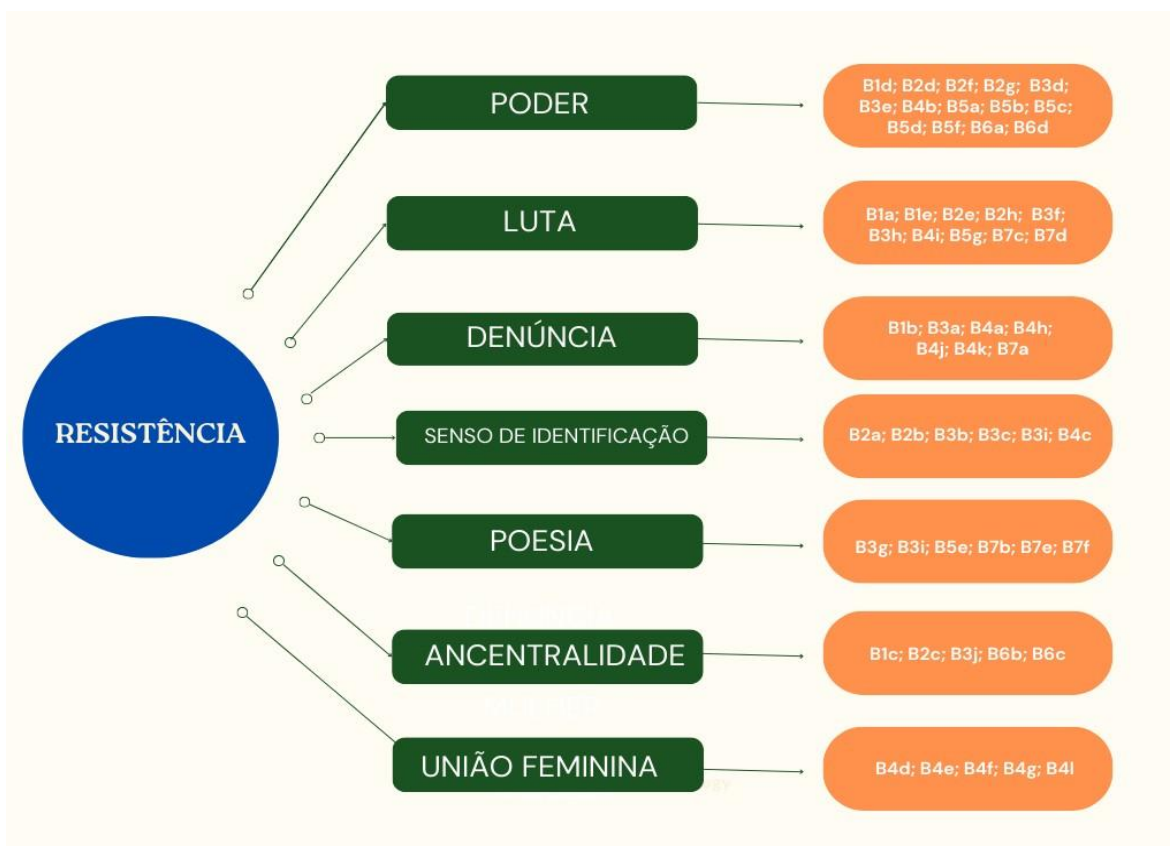 RESISTÊNCIA
PODER
B1d; B2d; B2f; B2g;  B3d;
B3e; B4b; B5a; B5b; B5c;
B5d; B5f; B6a; B6d
LUTA
B1a; B1e; B2e; B2h;  B3f;
B3h; B4i; B5g; B7c; B7d
DENÚNCIA
B1b; B3a; B4a; B4h;
B4j; B4k; B7a
SENSO DE IDENTIFICAÇÃO
B2a; B2b; B3b; B3c; B3i; B4c
POESIA
B3g; B3i; B5e; B7b; B7e; B7f
ANCENTRALIDADE
B1c; B2c; B3j; B6b; B6c
UNIÃO FEMININA
B4d; B4e; B4f; B4g; B4l